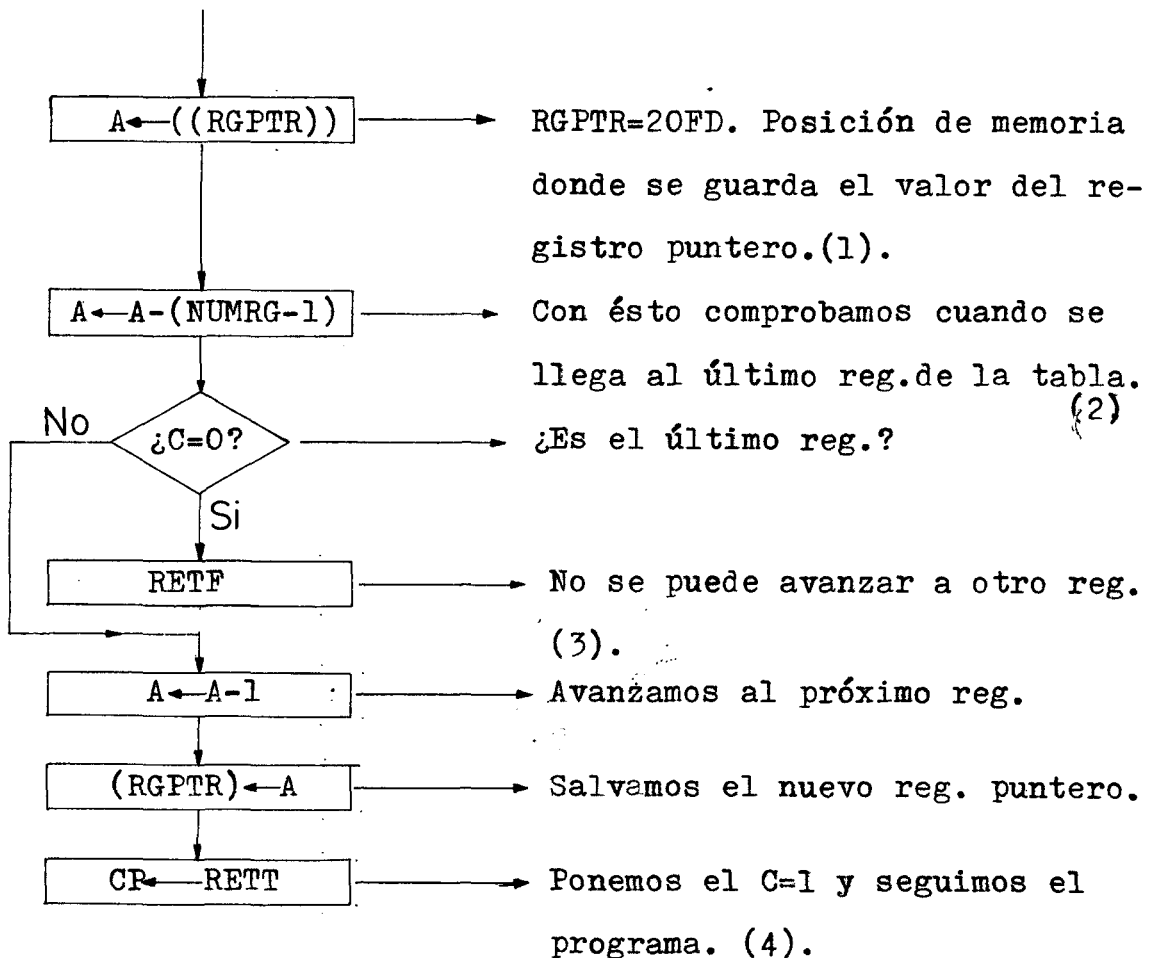 A←((RGPTR))
RGPTR=20FD. Posición de memoria
donde se guarda el valor del re-
gistro puntero.(1).
A←A-(NUMRG-1)
Con ésto comprobamos cuando se
llega al último reg.de la tabla.
(2)
No
¿C=0?
¿Es el último reg.?
Si
RETF
No se puede avanzar a otro reg.
(3).
A←A-1
Avanzamos al próximo reg.
(RGPTR)←A
Salvamos el nuevo reg. puntero.
CP←RETT
Ponemos el C=1 y seguimos el
programa. (4).